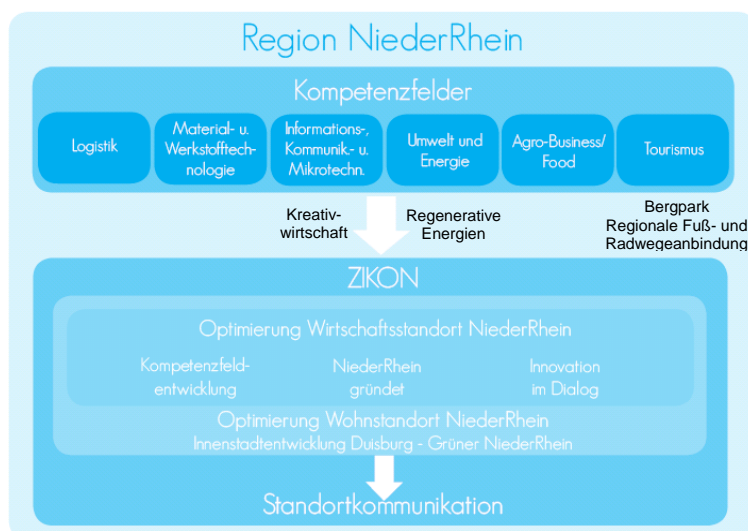 Region NiederRhein
Kompetenzfelder
Logistik
Material- u.
Werkstofftech-
nologie
Informations-,
Kommunik.- u.
Mikrotechn.
Umwelt und
Energie
Agro-Business/
Food
Tourismus
Kreativ-
wirtschaft
Regenerative
Energien
Bergpark
Regionale Fuß- und
Radwegeanbindung
ZIKON
Optimierung Wirtschaftsstandort NiederRhein
Kompetenzfeld-
entwicklung
NiederRhein
gründet
Innovation
im Dialog
Optimierung Wohnstandort NiederRhein
Innenstadtentwicklung Duisburg - Grüner NiederRhein
Standortkommunikation